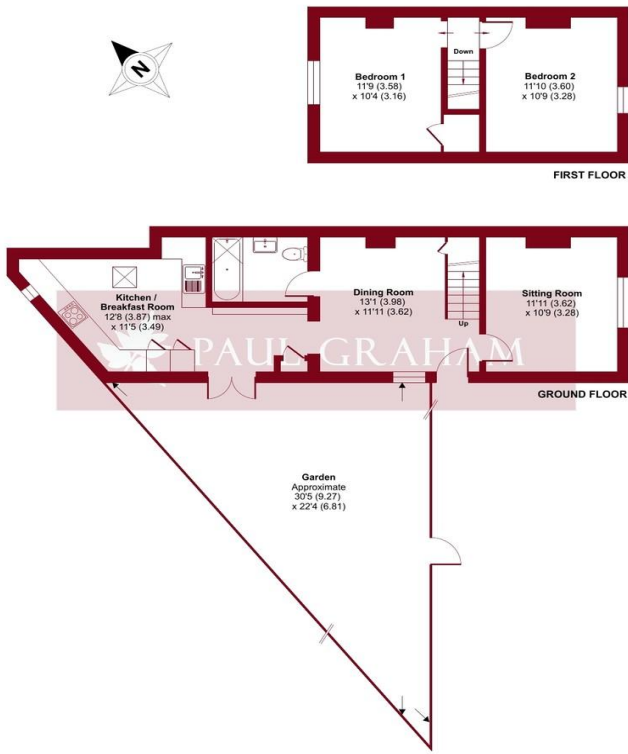 N
Bedroom 1
11'9 (3.58)
x 10'4 (3.16)
Down
Bedroom 2
11'10 (3.60)
x 10'9 (3.28)
FIRST FLOOR
Kitchen /
Breakfast Room
12'8 (3.87) max
x 11'5 (3.49)
Dining Room
13'1 (3.98)
x 11'11 (3.62)
Up
Sitting Room
11'11 (3.62)
x 10'9 (3.28)
PAUL GRAHAM
GROUND FLOOR
Garden
Approximate
30'5 (9.27)
x 22'4 (6.81)